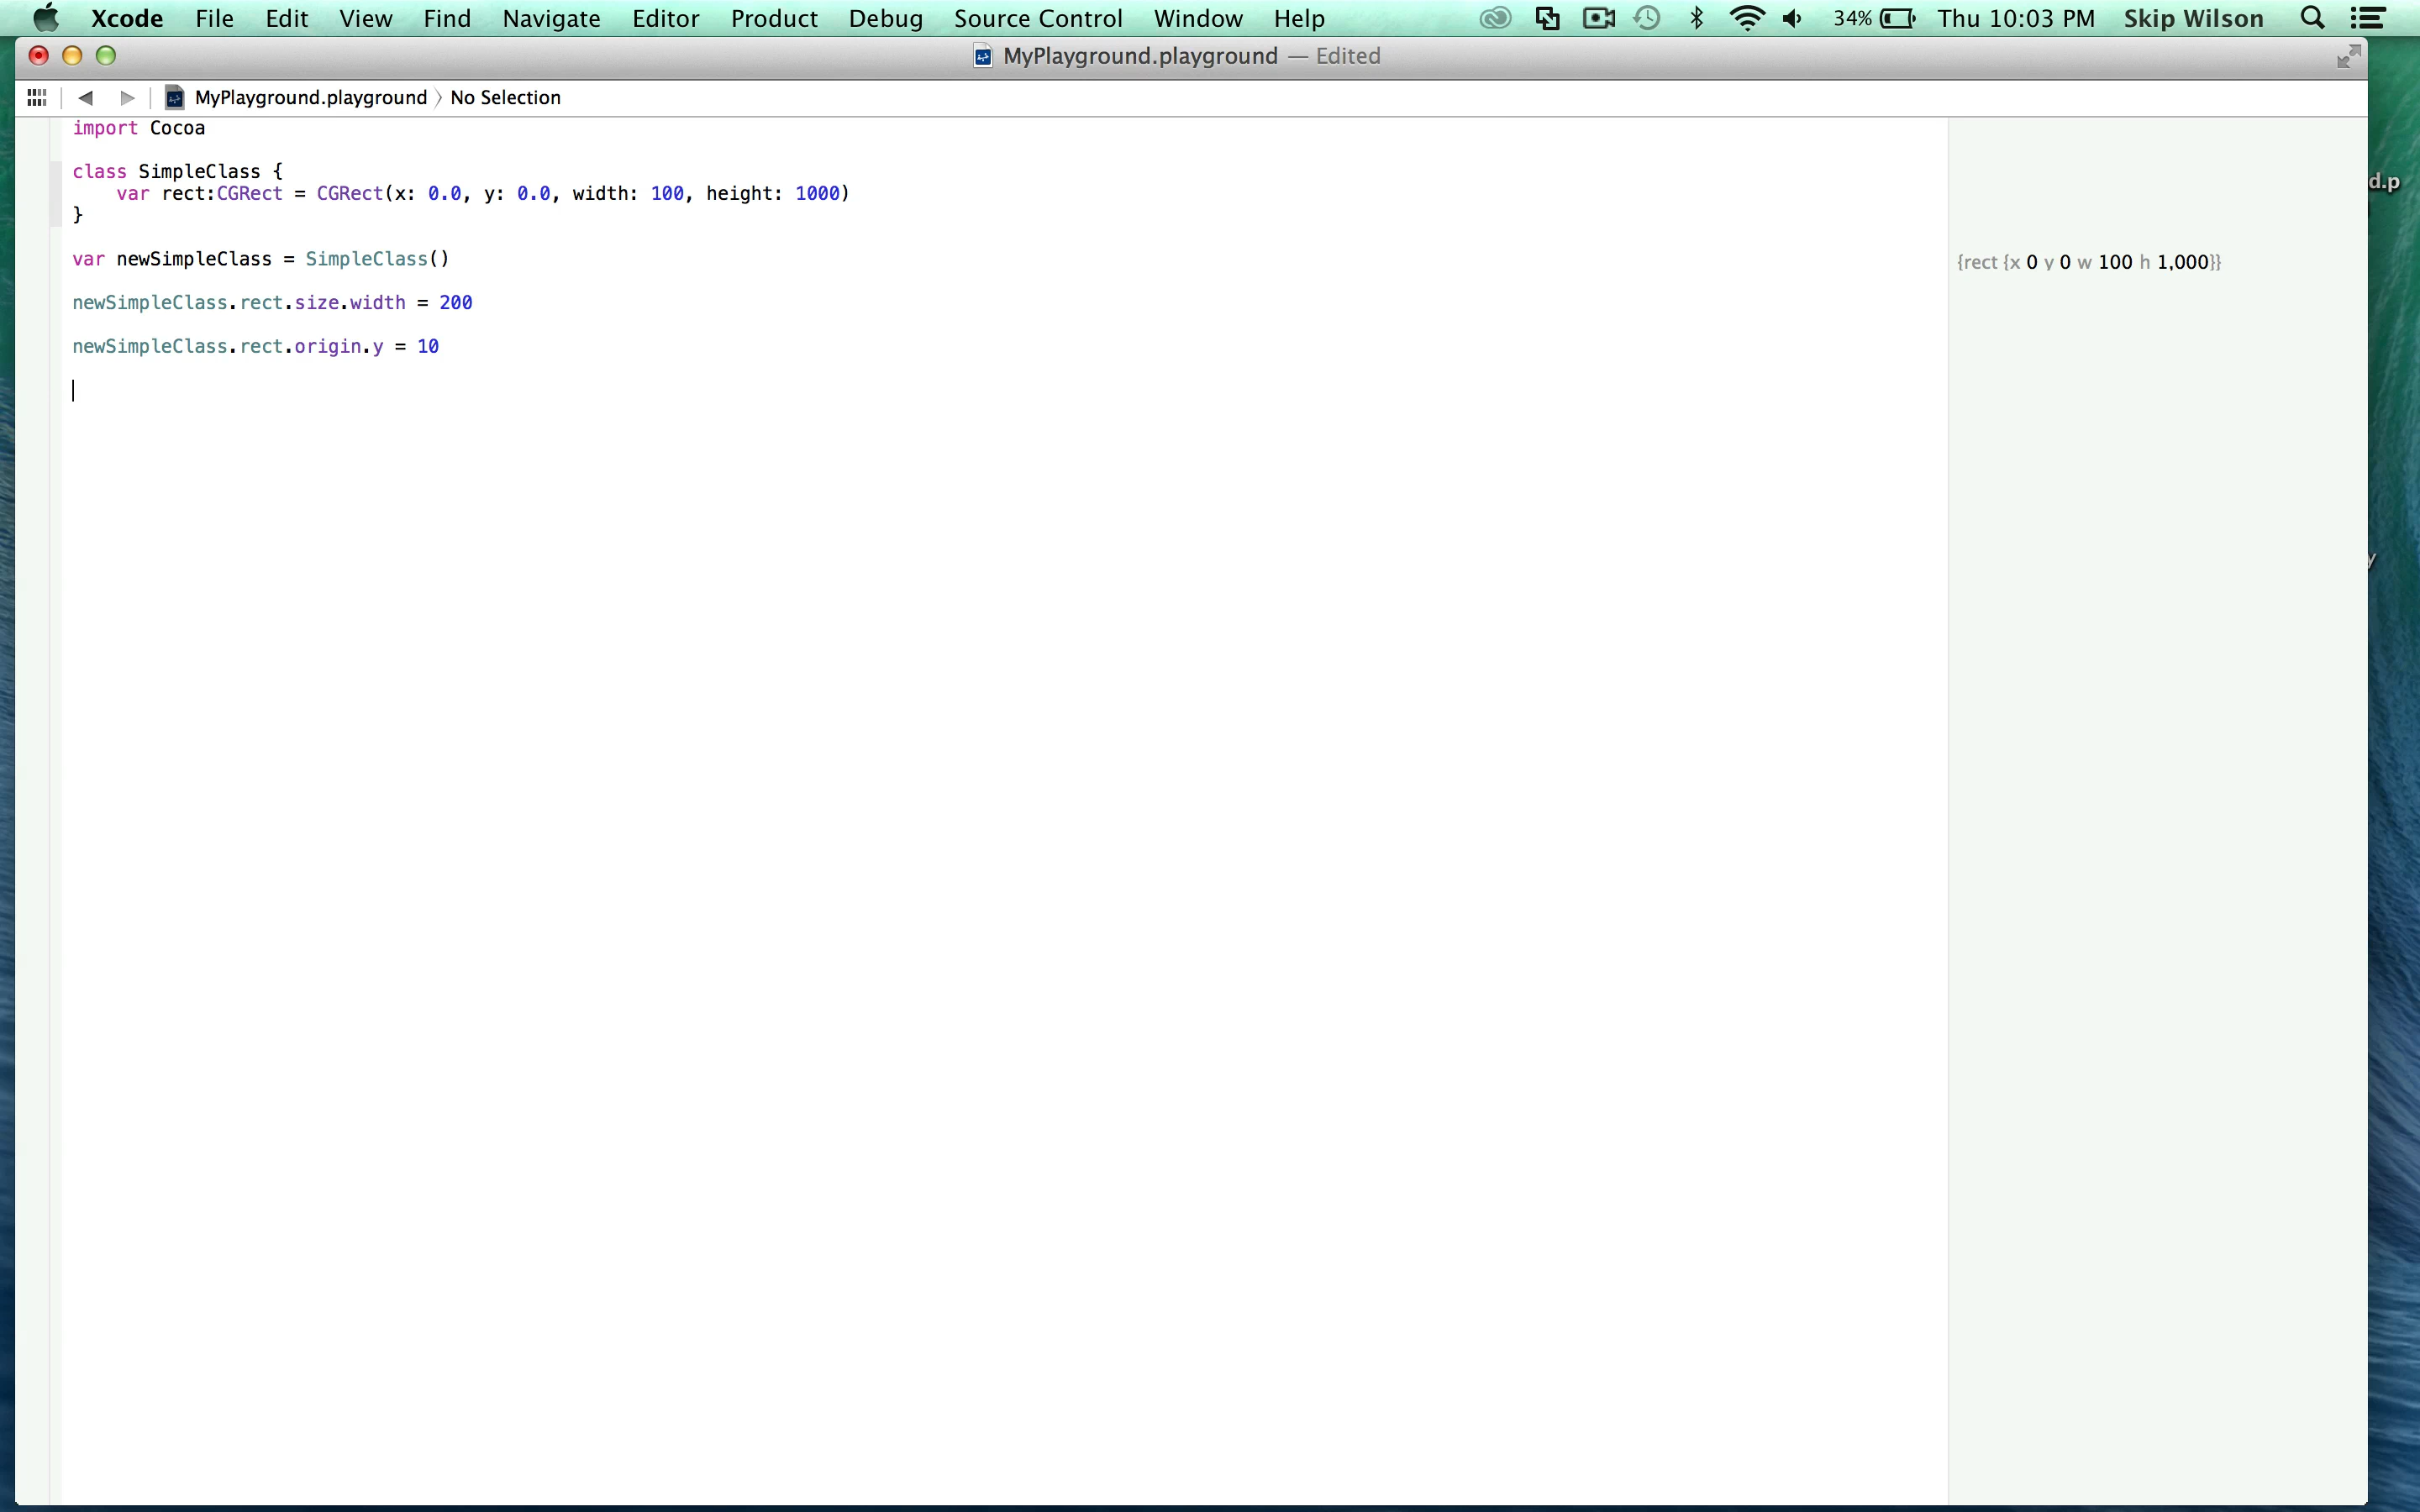 Xcode File Edit View Find Navigate Editor Product Debug Source Control Window Help 34% Thu 10:03 PM Skip Wilson
MyPlayground.playground — Edited
MyPlayground.playground 〉 No Selection
import Cocoa
class SimpleClass {
    var rect:CGRect = CGRect(x: 0.0, y: 0.0, width: 100, height: 1000)
}
var newSimpleClass = SimpleClass()
{rect {x 0 y 0 w 100 h 1,000}}
newSimpleClass.rect.size.width = 200
newSimpleClass.rect.origin.y = 10
d.p
y